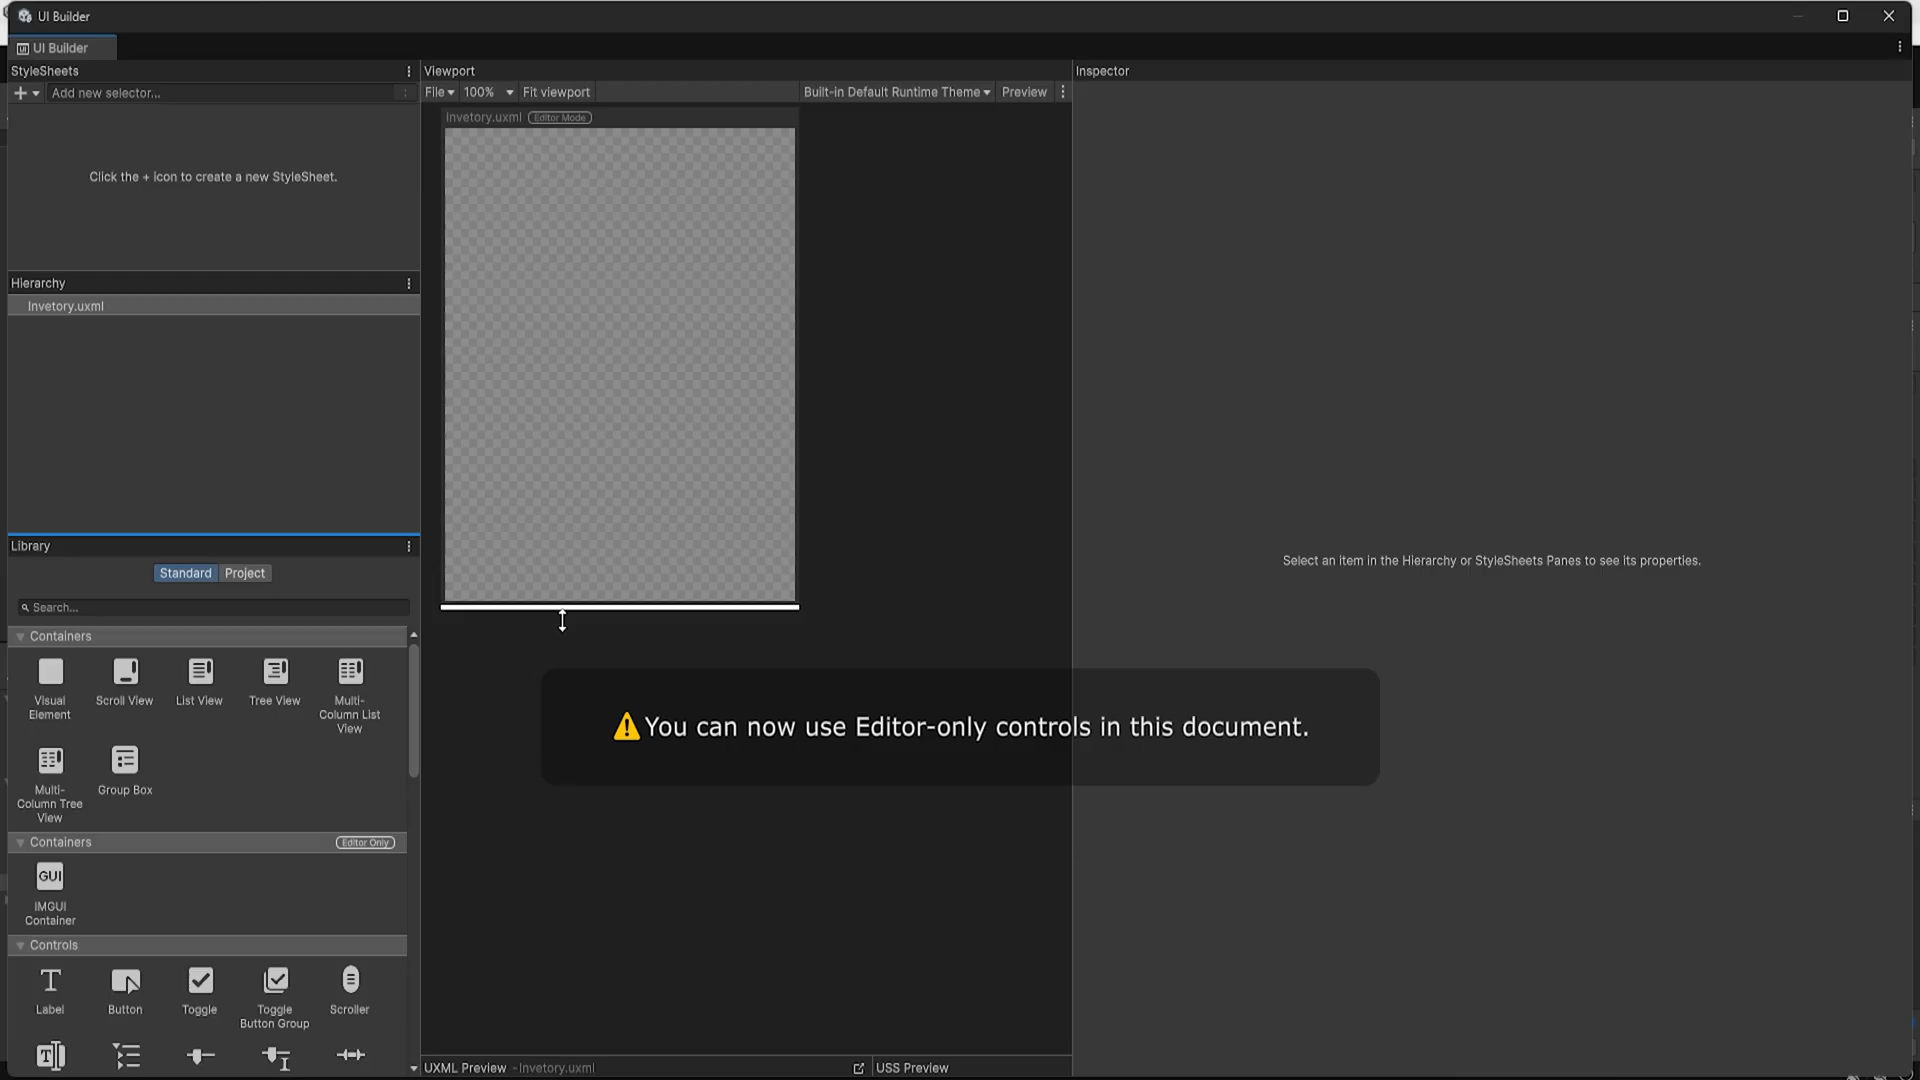 UI Builder
UI Builder
StyleSheets
Add new selector...
Click the + icon to create a new StyleSheet.
Hierarchy
Invetory.uxml
Library
Standard Project
Search...
Containers
Visual Element
Scroll View
List View
Tree View
Multi-Column List View
Multi-Column Tree View
Group Box
Containers Editor Only
GUI
IMGUI Container
Controls
Label
Button
Toggle
Toggle Button Group
Scroller
Viewport
File 100% Fit viewport Built-in Default Runtime Theme Preview
Invetory.uxml Editor Mode
You can now use Editor-only controls in this document.
UXML Preview - Invetory.uxml
USS Preview
Inspector
Select an item in the Hierarchy or StyleSheets Panes to see its properties.